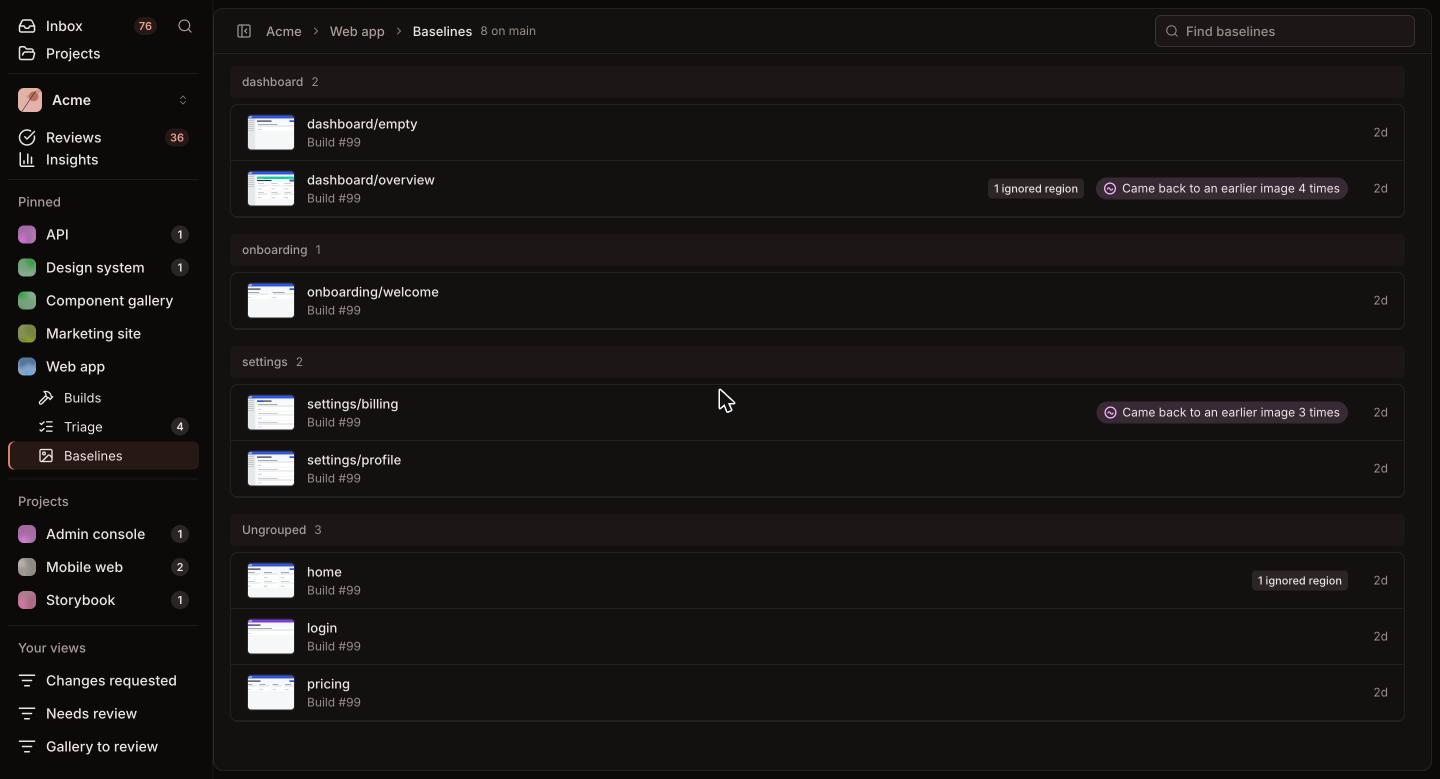 Inbox 76
Projects
Acme
Reviews 36
Insights
Pinned
API 1
Design system 1
Component gallery
Marketing site
Web app
Builds
Triage 4
Baselines
Projects
Admin console 1
Mobile web 2
Storybook 1
Your views
Changes requested
Needs review
Gallery to review
Acme > Web app > Baselines 8 on main
Find baselines
dashboard 2
dashboard/empty
Build #99
2d
dashboard/overview
Build #99
1 ignored region
Came back to an earlier image 4 times
2d
onboarding 1
onboarding/welcome
Build #99
2d
settings 2
settings/billing
Build #99
Came back to an earlier image 3 times
2d
settings/profile
Build #99
2d
Ungrouped 3
home
Build #99
1 ignored region
2d
login
Build #99
2d
pricing
Build #99
2d